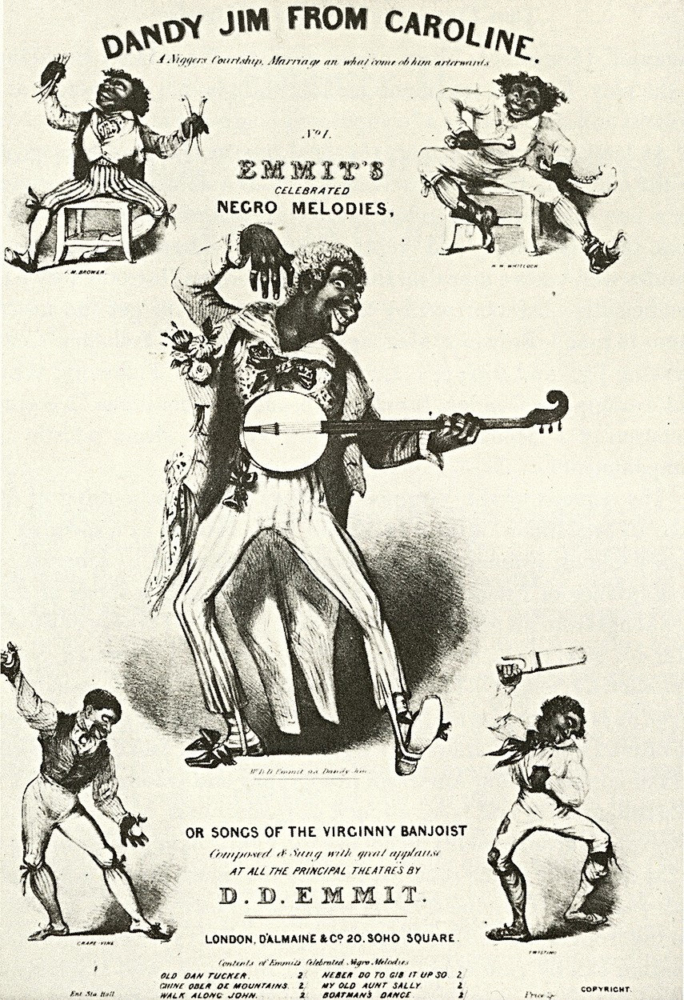 DANDY JIM FROM CAROLINE.
A Niggers Courtship, Marriage an what come ob him arterwards
No 1.
EMMIT'S
CELEBRATED
NEGRO MELODIES,
F. M. BROWER.
W. W. WHITLOCK
Mr D. D. Emmit as Dandy Jim.
OR SONGS OF THE VIRGINNY BANJOIST
Composed & Sung with great applause
AT ALL THE PRINCIPAL THEATRES BY
D. D. EMMIT.
GRAPE-VINE
TWISTING
LONDON, D'ALMAINE & Co 20. SOHO SQUARE.
Contents of Emmits Celebrated Negro Melodies
OLD DAN TUCKER. 2/ NEBER DO TO GIB IT UP SO. 2/
CHINE OBER DE MOUNTAINS. 2/ MY OLD AUNT SALLY. 2/
WALK ALONG JOHN. 2/ BOATMAN'S DANCE. 2/
Ent. Sta. Hall. Price COPYRIGHT.